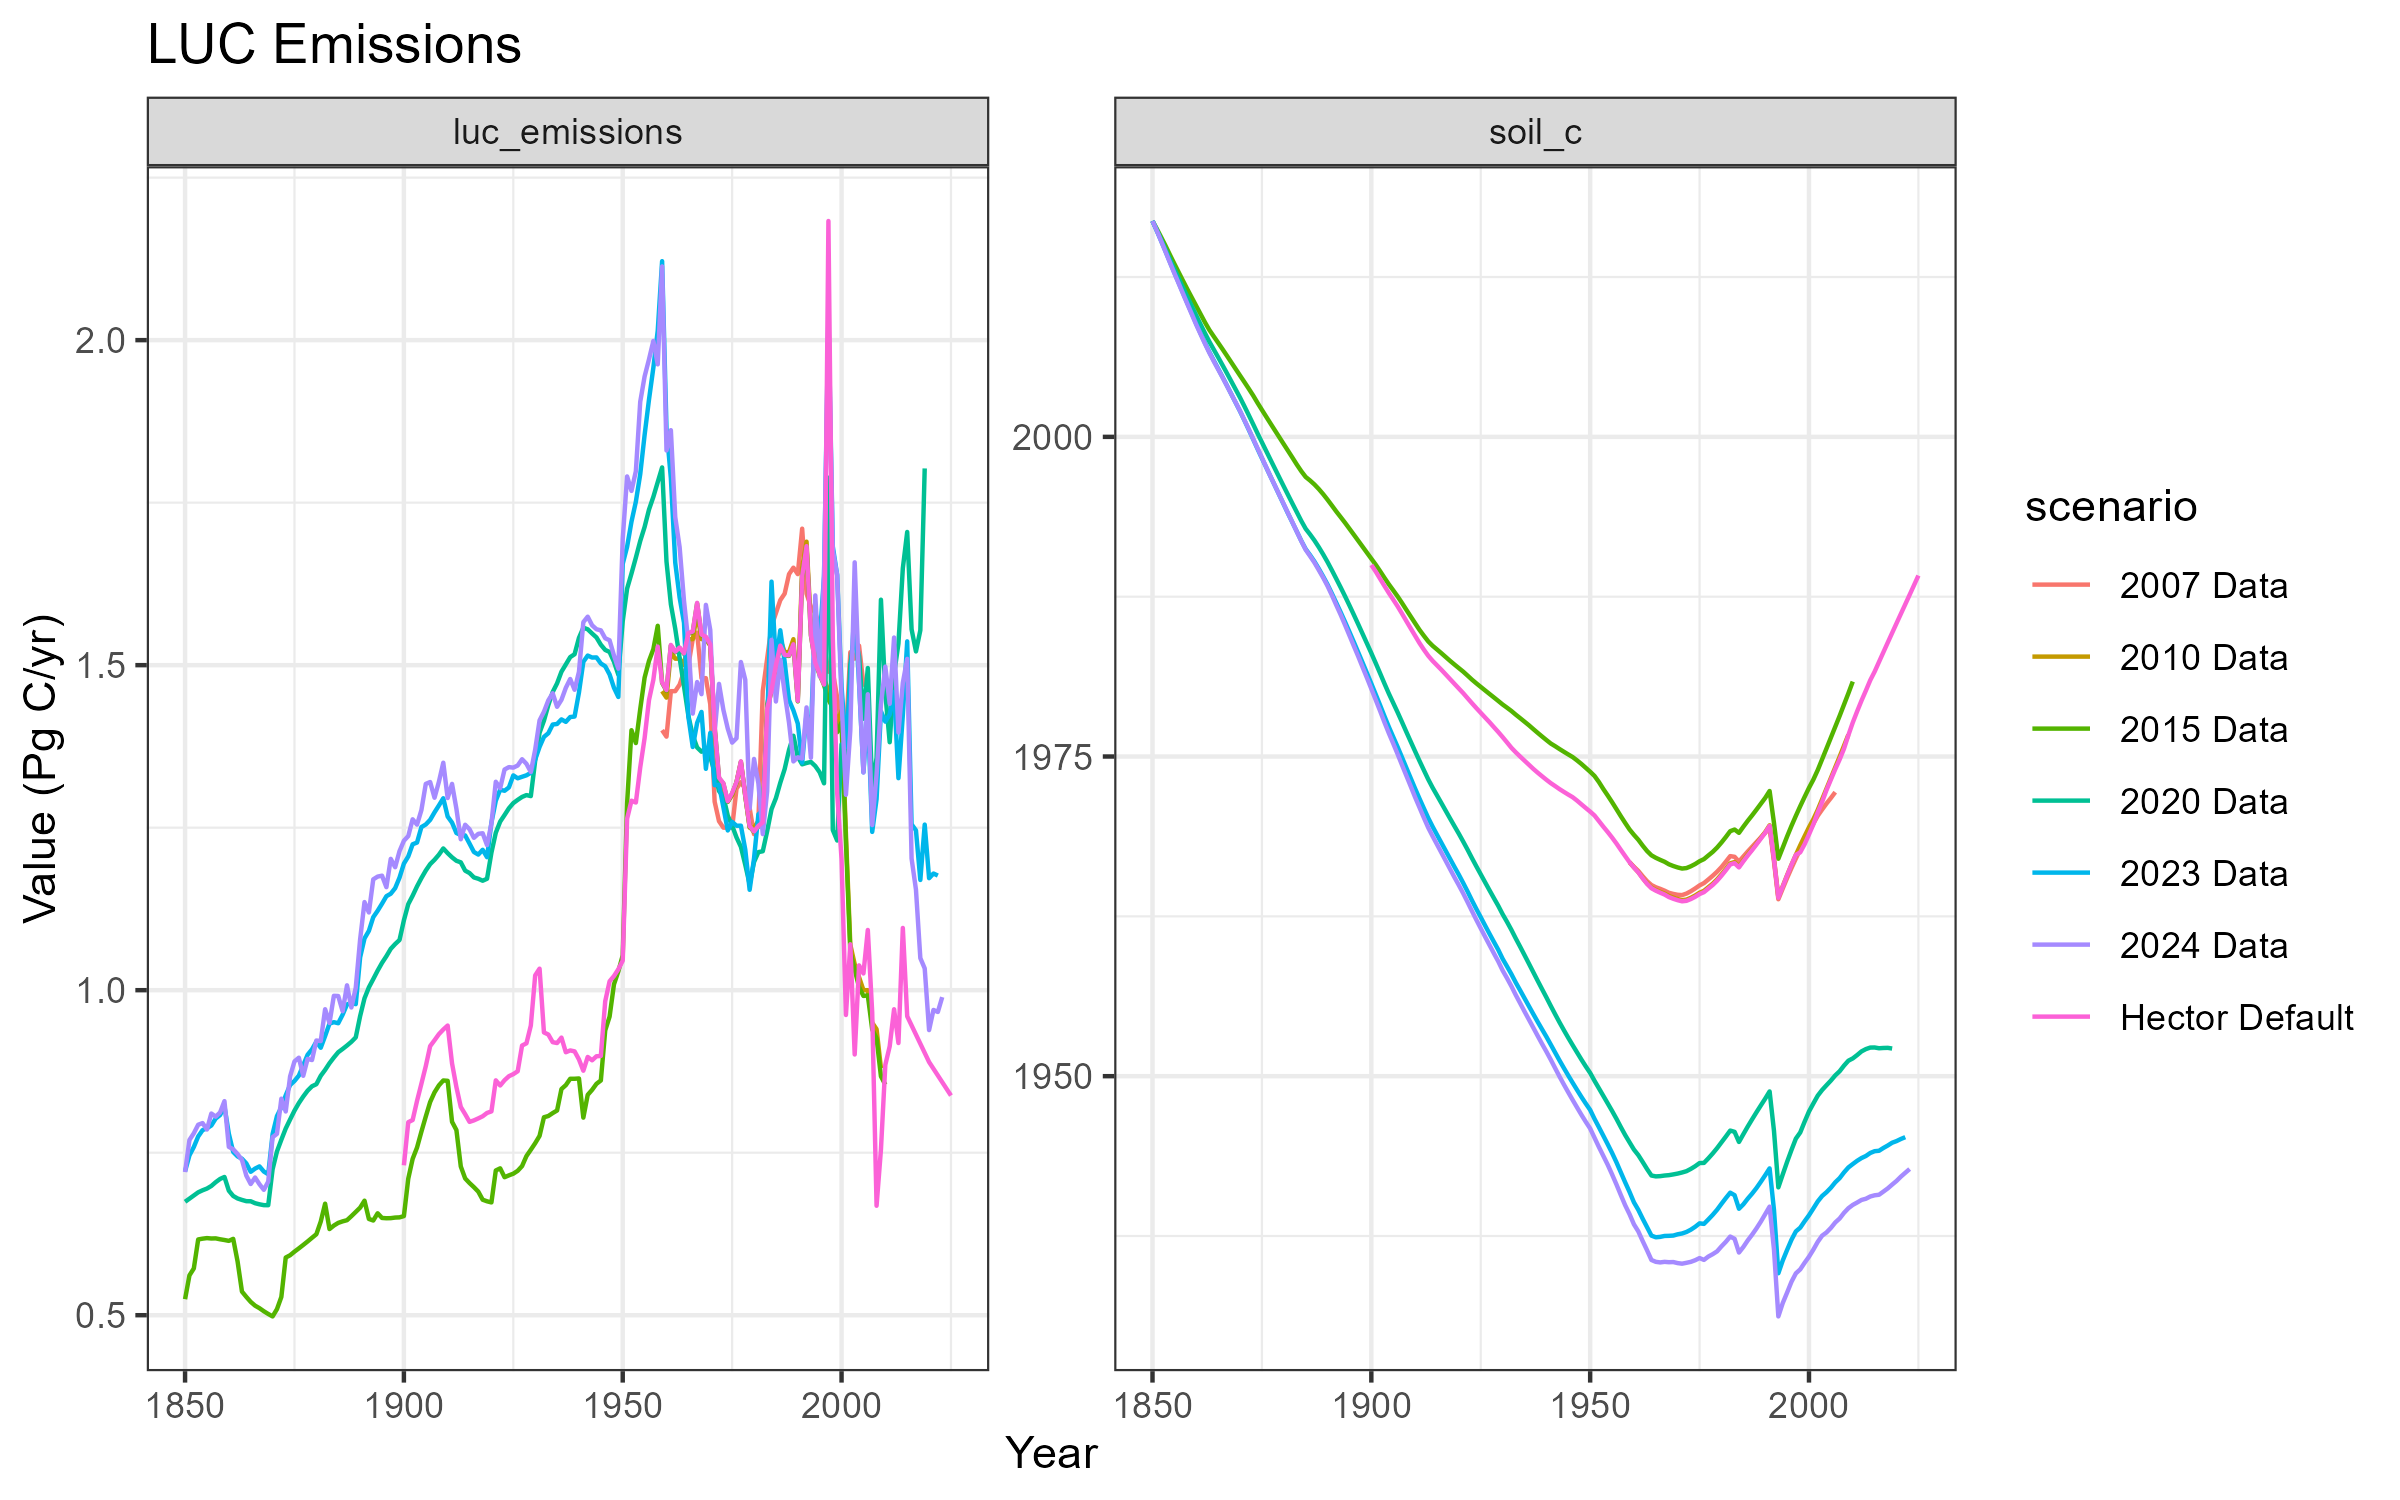 LUC Emissions
luc_emissions
soil_c
Value (Pg C/yr)
2.0
1.5
1.0
0.5
2000
1975
1950
1850
1900
1950
2000
1850
1900
1950
2000
Year
scenario
2007 Data
2010 Data
2015 Data
2020 Data
2023 Data
2024 Data
Hector Default